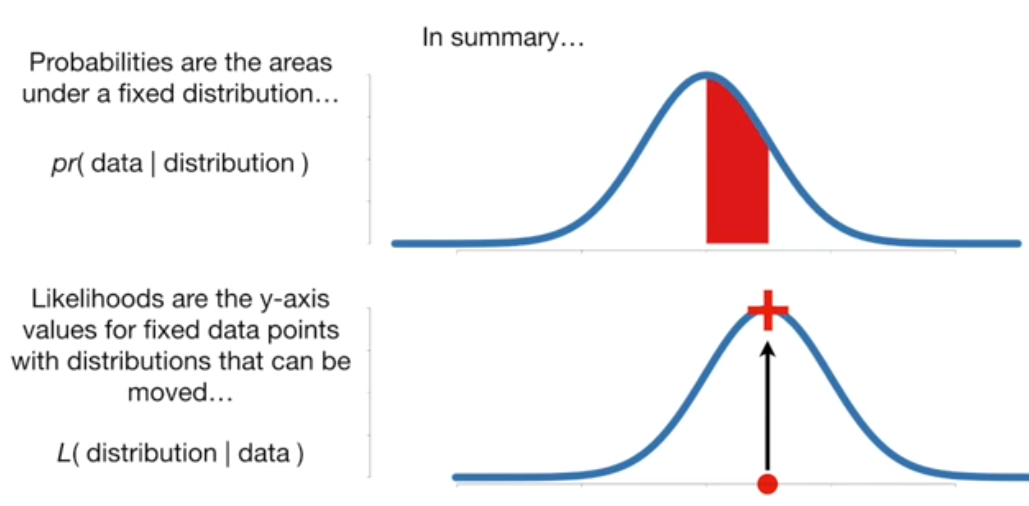 In summary…
Probabilities are the areas
under a fixed distribution…
pr( data | distribution )
Likelihoods are the y-axis
values for fixed data points
with distributions that can be
moved…
L( distribution | data )